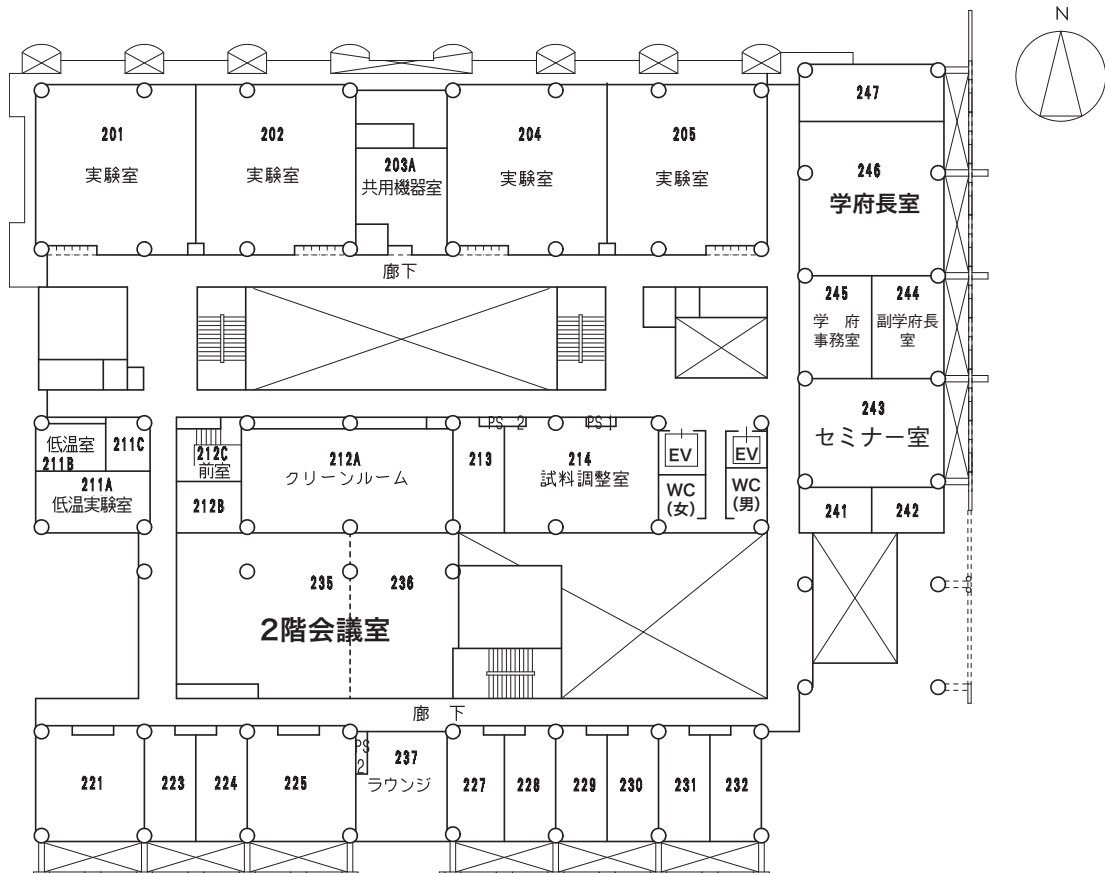 N
201
実験室
202
実験室
203A
共用機器室
204
実験室
205
実験室
247
246
学府長室
廊下
245
学 府
事務室
244
副学府長
室
243
セミナー室
241
242
低温室
211B
211C
211A
低温実験室
212C
前室
212B
212A
クリーンルーム
213
PS 2
PS 1
214
試料調整室
EV
WC
(女)
EV
WC
(男)
235
236
2階会議室
廊 下
221
223
224
225
PS
2
237
ラウンジ
227
228
229
230
231
232